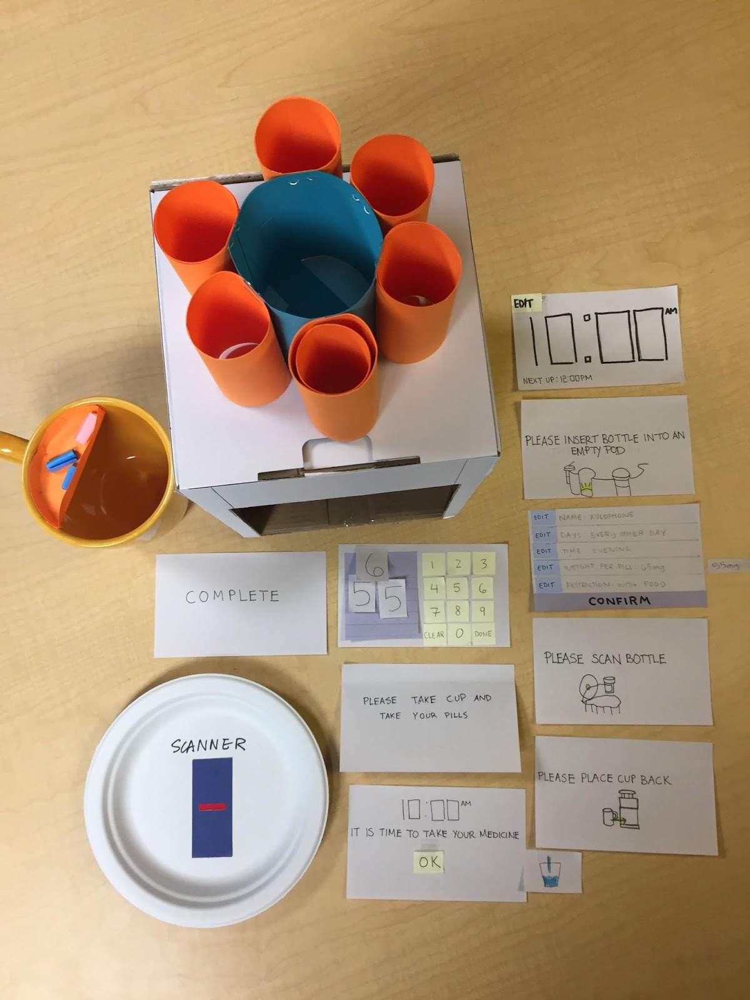 EDIT
10:00 AM
NEXT UP: 12:00PM
PLEASE INSERT BOTTLE INTO AN
EMPTY POD
EDIT NAME: XYLOPHONE
EDIT DAYS: EVERY OTHER DAY
EDIT TIME: EVENING
EDIT WEIGHT PER PILL: 65mg
55mg
EDIT RESTRICTION: WITH FOOD
CONFIRM
COMPLETE
6
5 5
1 2 3
4 5 6
7 8 9
CLEAR 0 DONE
PLEASE SCAN BOTTLE
PLEASE TAKE CUP AND
TAKE YOUR PILLS
SCANNER
PLEASE PLACE CUP BACK
10:00 AM
IT IS TIME TO TAKE YOUR MEDICINE
OK